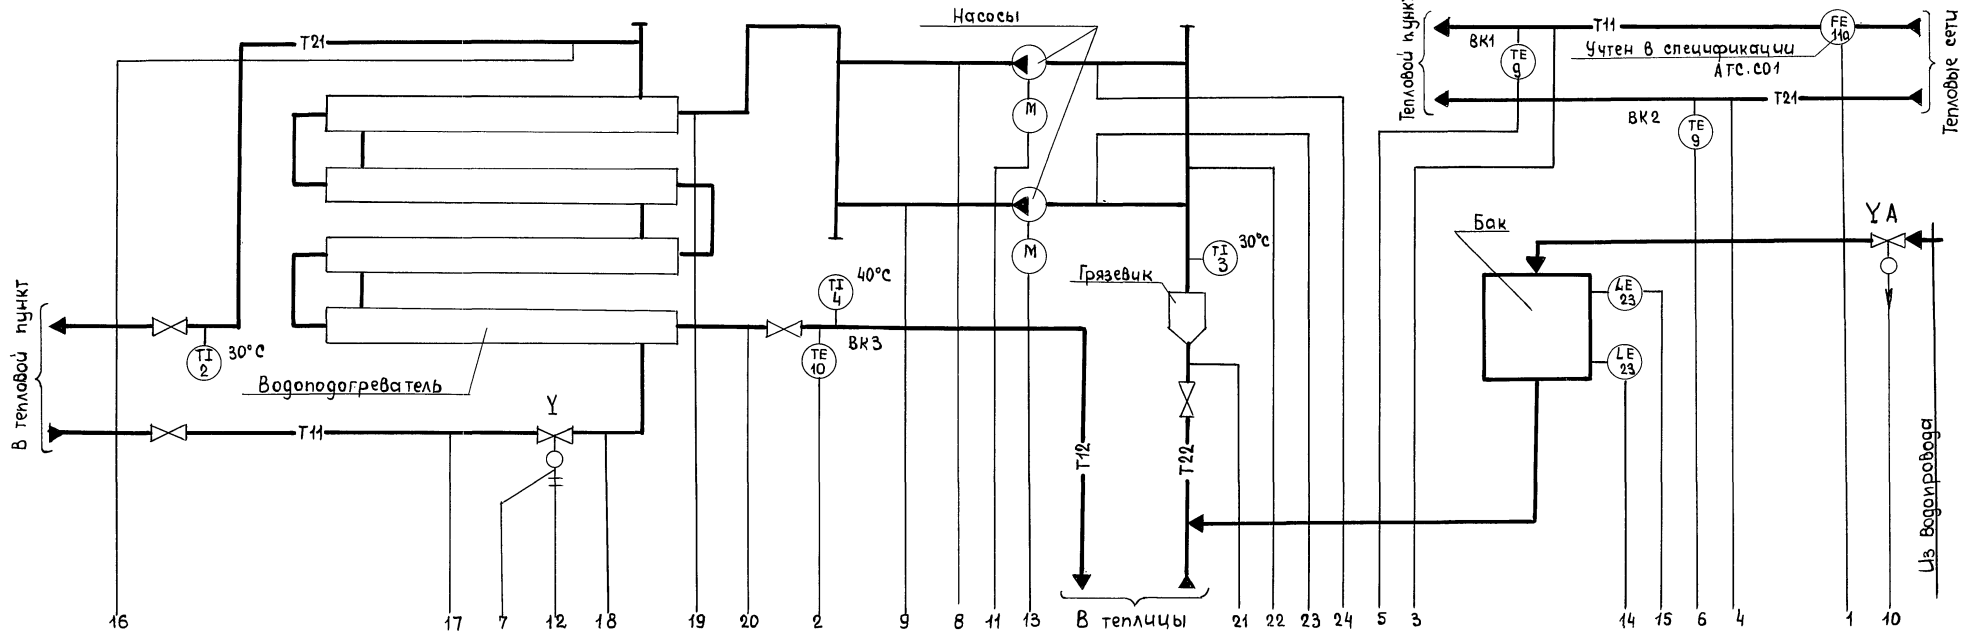 Насосы
Тепловой пункт
Т11
FE
11а
Тепловые сети
Т21
ВК1
TE
9
Учтен в спецификации
АТС.СО1
Т21
ВК2
TE
9
M
Y A
Бак
TI
3
30°С
M
Грязевик
40°С
TI
4
LE
23
В тепловой пункт
TI
2
30°С
ВК3
TE
10
LE
23
Водоподогреватель
Y
Т11
Т12
Т22
Из водопровода
В теплицы
16 17 7 12 18 19 20 2 9 8 11 13 21 22 23 24 5 3 14 15 6 4 1 10